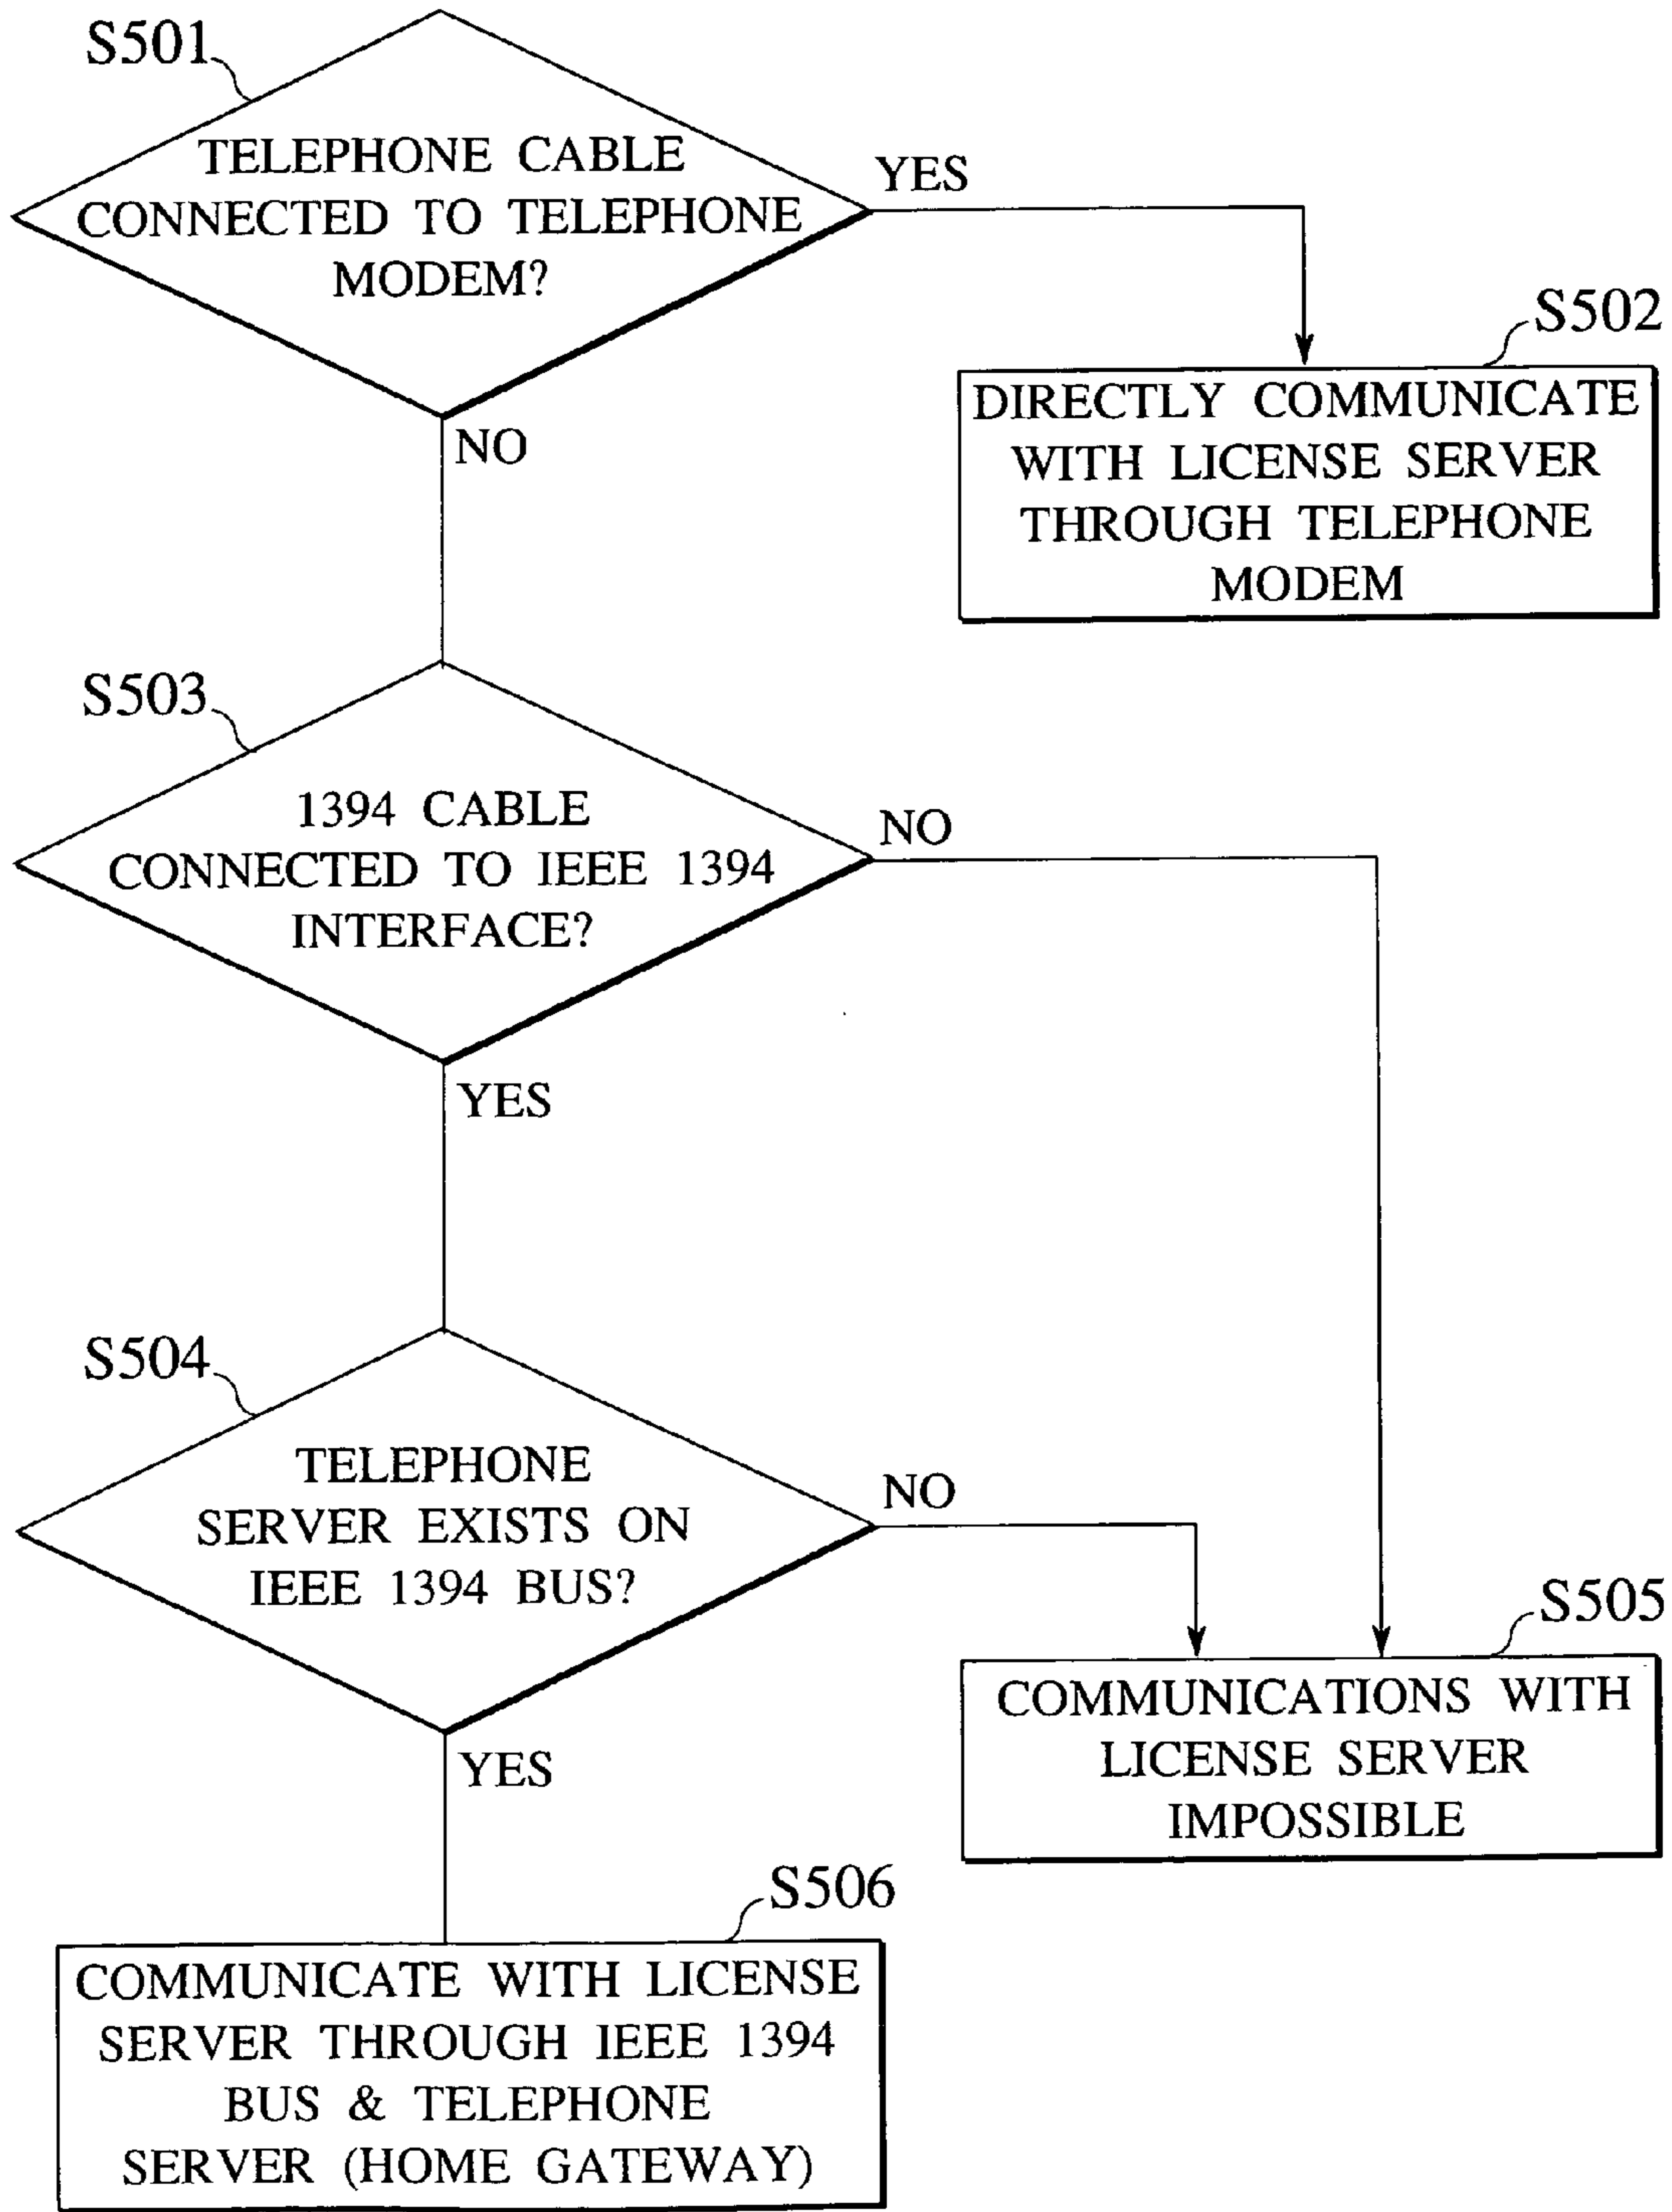 S501
TELEPHONE CABLE
CONNECTED TO TELEPHONE
MODEM?
YES
NO
S502
DIRECTLY COMMUNICATE
WITH LICENSE SERVER
THROUGH TELEPHONE
MODEM
S503
1394 CABLE
CONNECTED TO IEEE 1394
INTERFACE?
NO
YES
S504
TELEPHONE
SERVER EXISTS ON
IEEE 1394 BUS?
NO
YES
S505
COMMUNICATIONS WITH
LICENSE SERVER
IMPOSSIBLE
S506
COMMUNICATE WITH LICENSE
SERVER THROUGH IEEE 1394
BUS & TELEPHONE
SERVER (HOME GATEWAY)